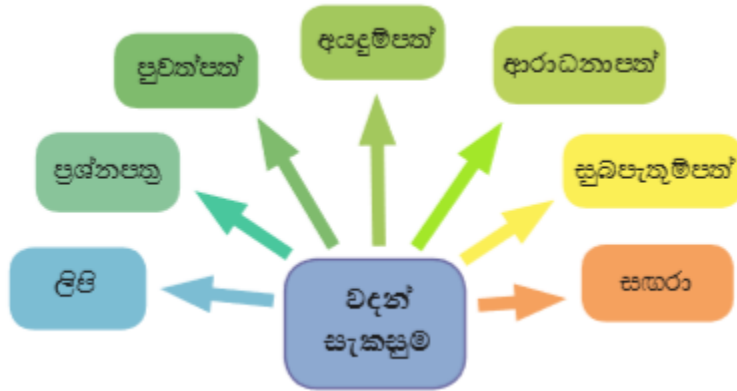 අයදුම්පත්
පුවත්පත්
ආරාධනාපත්
ප්‍රශ්නපත්‍ර
සුබපැතුම්පත්
ලිපි
සඟරා
වදන්
සැකසුම